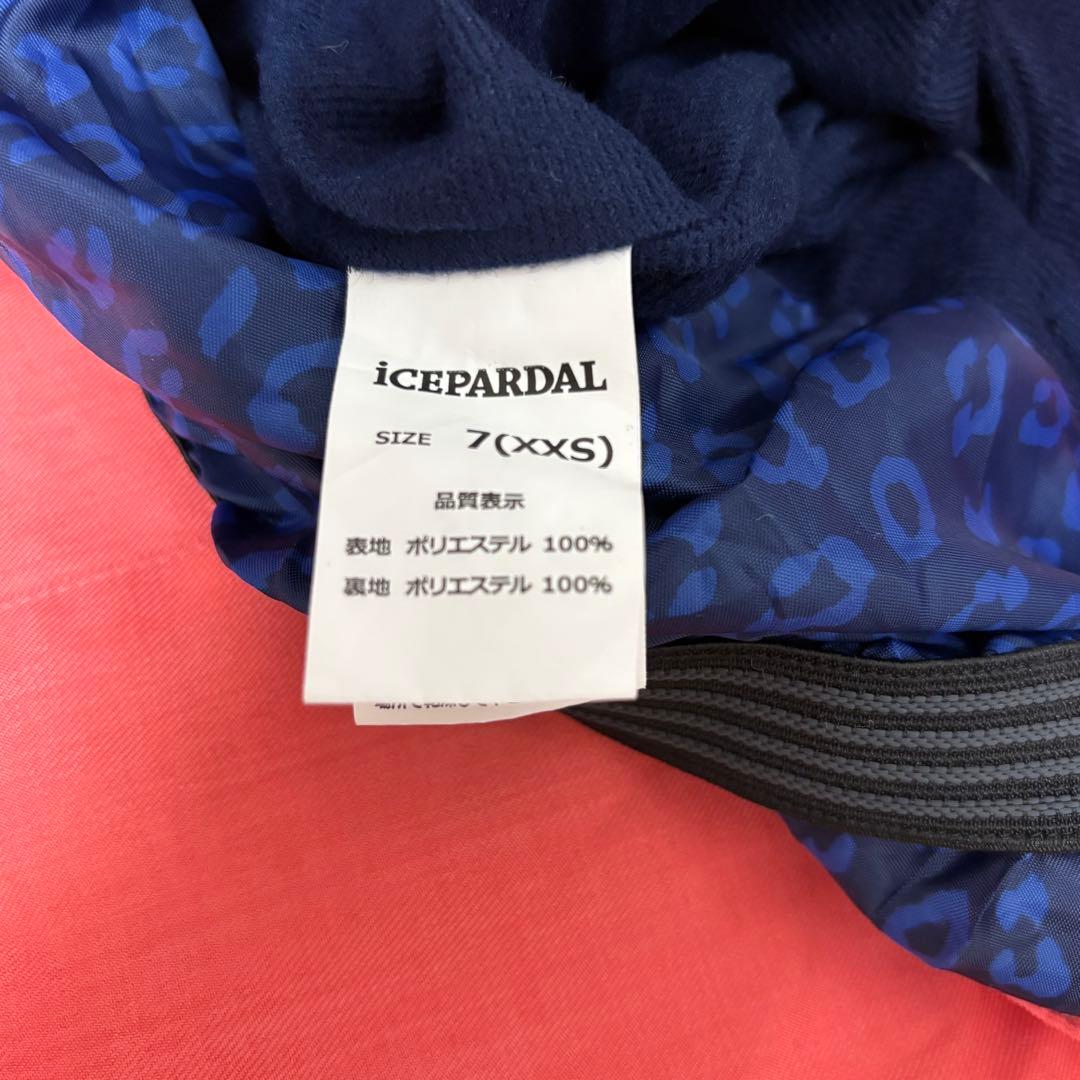 iCEPARDAL
SIZE 7(XXS)
品質表示
表地 ポリエステル 100%
裏地 ポリエステル 100%